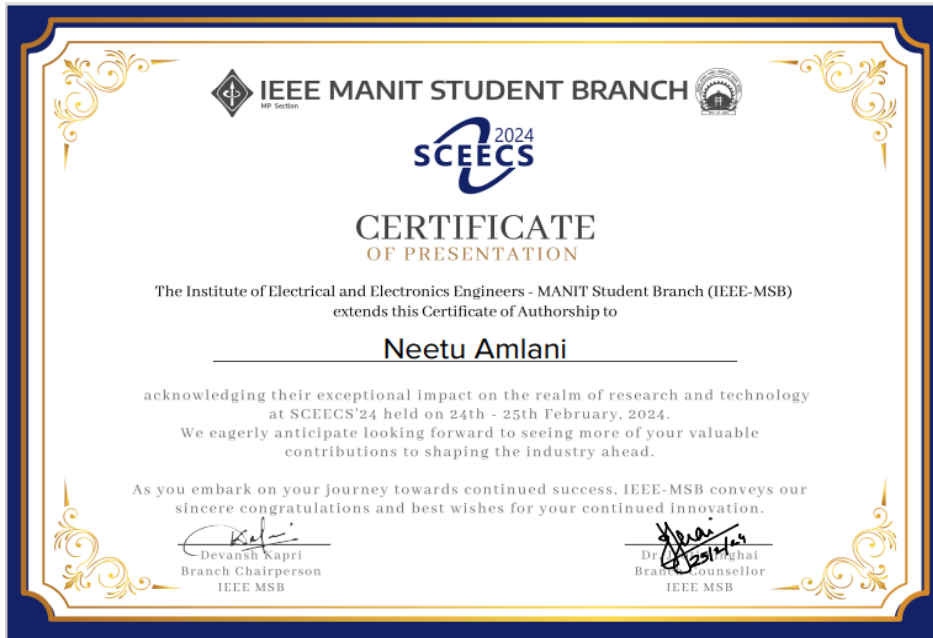 IEEE MANIT STUDENT BRANCH
MP Section
2024
SCEECS
CERTIFICATE
OF PRESENTATION
The Institute of Electrical and Electronics Engineers - MANIT Student Branch (IEEE-MSB)
extends this Certificate of Authorship to
Neetu Amlani
acknowledging their exceptional impact on the realm of research and technology
at SCEECS'24 held on 24th - 25th February, 2024.
We eagerly anticipate looking forward to seeing more of your valuable
contributions to shaping the industry ahead.
As you embark on your journey towards continued success, IEEE-MSB conveys our
sincere congratulations and best wishes for your continued innovation.
Devansh Kapri
Branch Chairperson
IEEE MSB
25/2/24
Dr.
Branch Counsellor
IEEE MSB